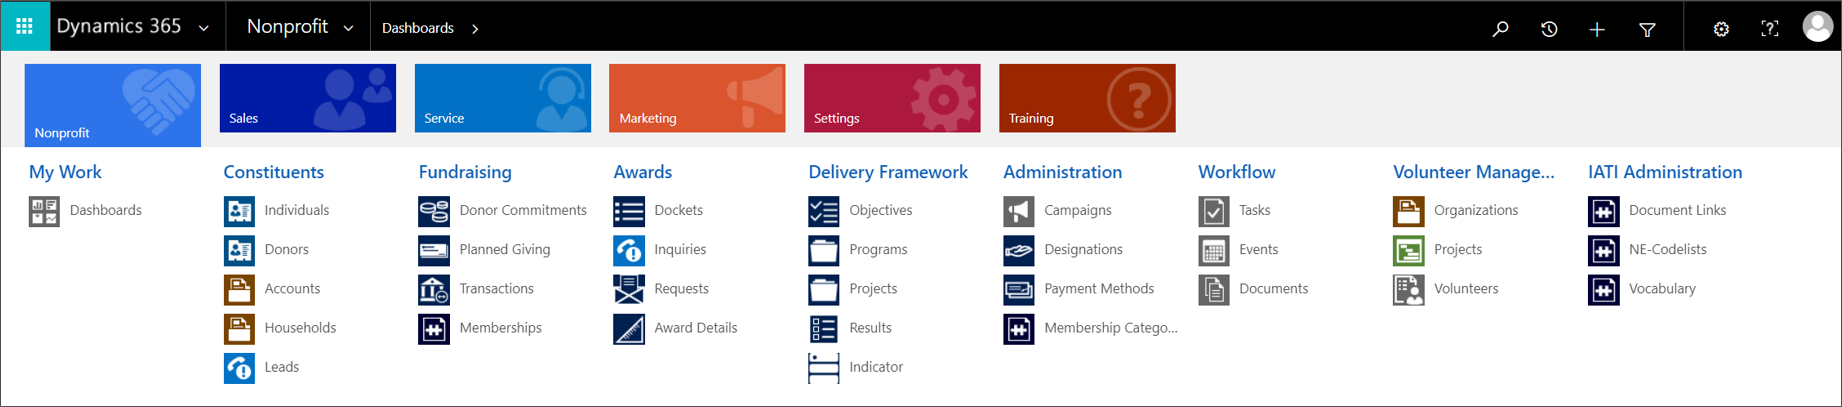 Dynamics 365
Nonprofit
Dashboards
Nonprofit
Sales
Service
Marketing
Settings
Training
My Work
Dashboards
Constituents
Individuals
Donors
Accounts
Households
Leads
Fundraising
Donor Commitments
Planned Giving
Transactions
Memberships
Awards
Dockets
Inquiries
Requests
Award Details
Delivery Framework
Objectives
Programs
Projects
Results
Indicator
Administration
Campaigns
Designations
Payment Methods
Membership Catego...
Workflow
Tasks
Events
Documents
Volunteer Manage...
Organizations
Projects
Volunteers
IATI Administration
Document Links
NE-Codelists
Vocabulary